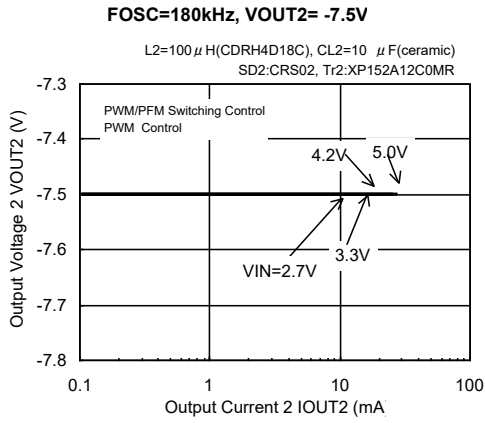 FOSC=180kHz, VOUT2= -7.5V
L2=100μH(CDRH4D18C), CL2=10 μF(ceramic)
SD2:CRS02, Tr2:XP152A12C0MR
-7.3
PWM/PFM Switching Control
PWM Control
-7.4
4.2V
5.0V
-7.5
-7.6
3.3V
VIN=2.7V
-7.7
-7.8
Output Voltage 2 VOUT2 (V)
0.1
1
10
100
Output Current 2 IOUT2 (mA